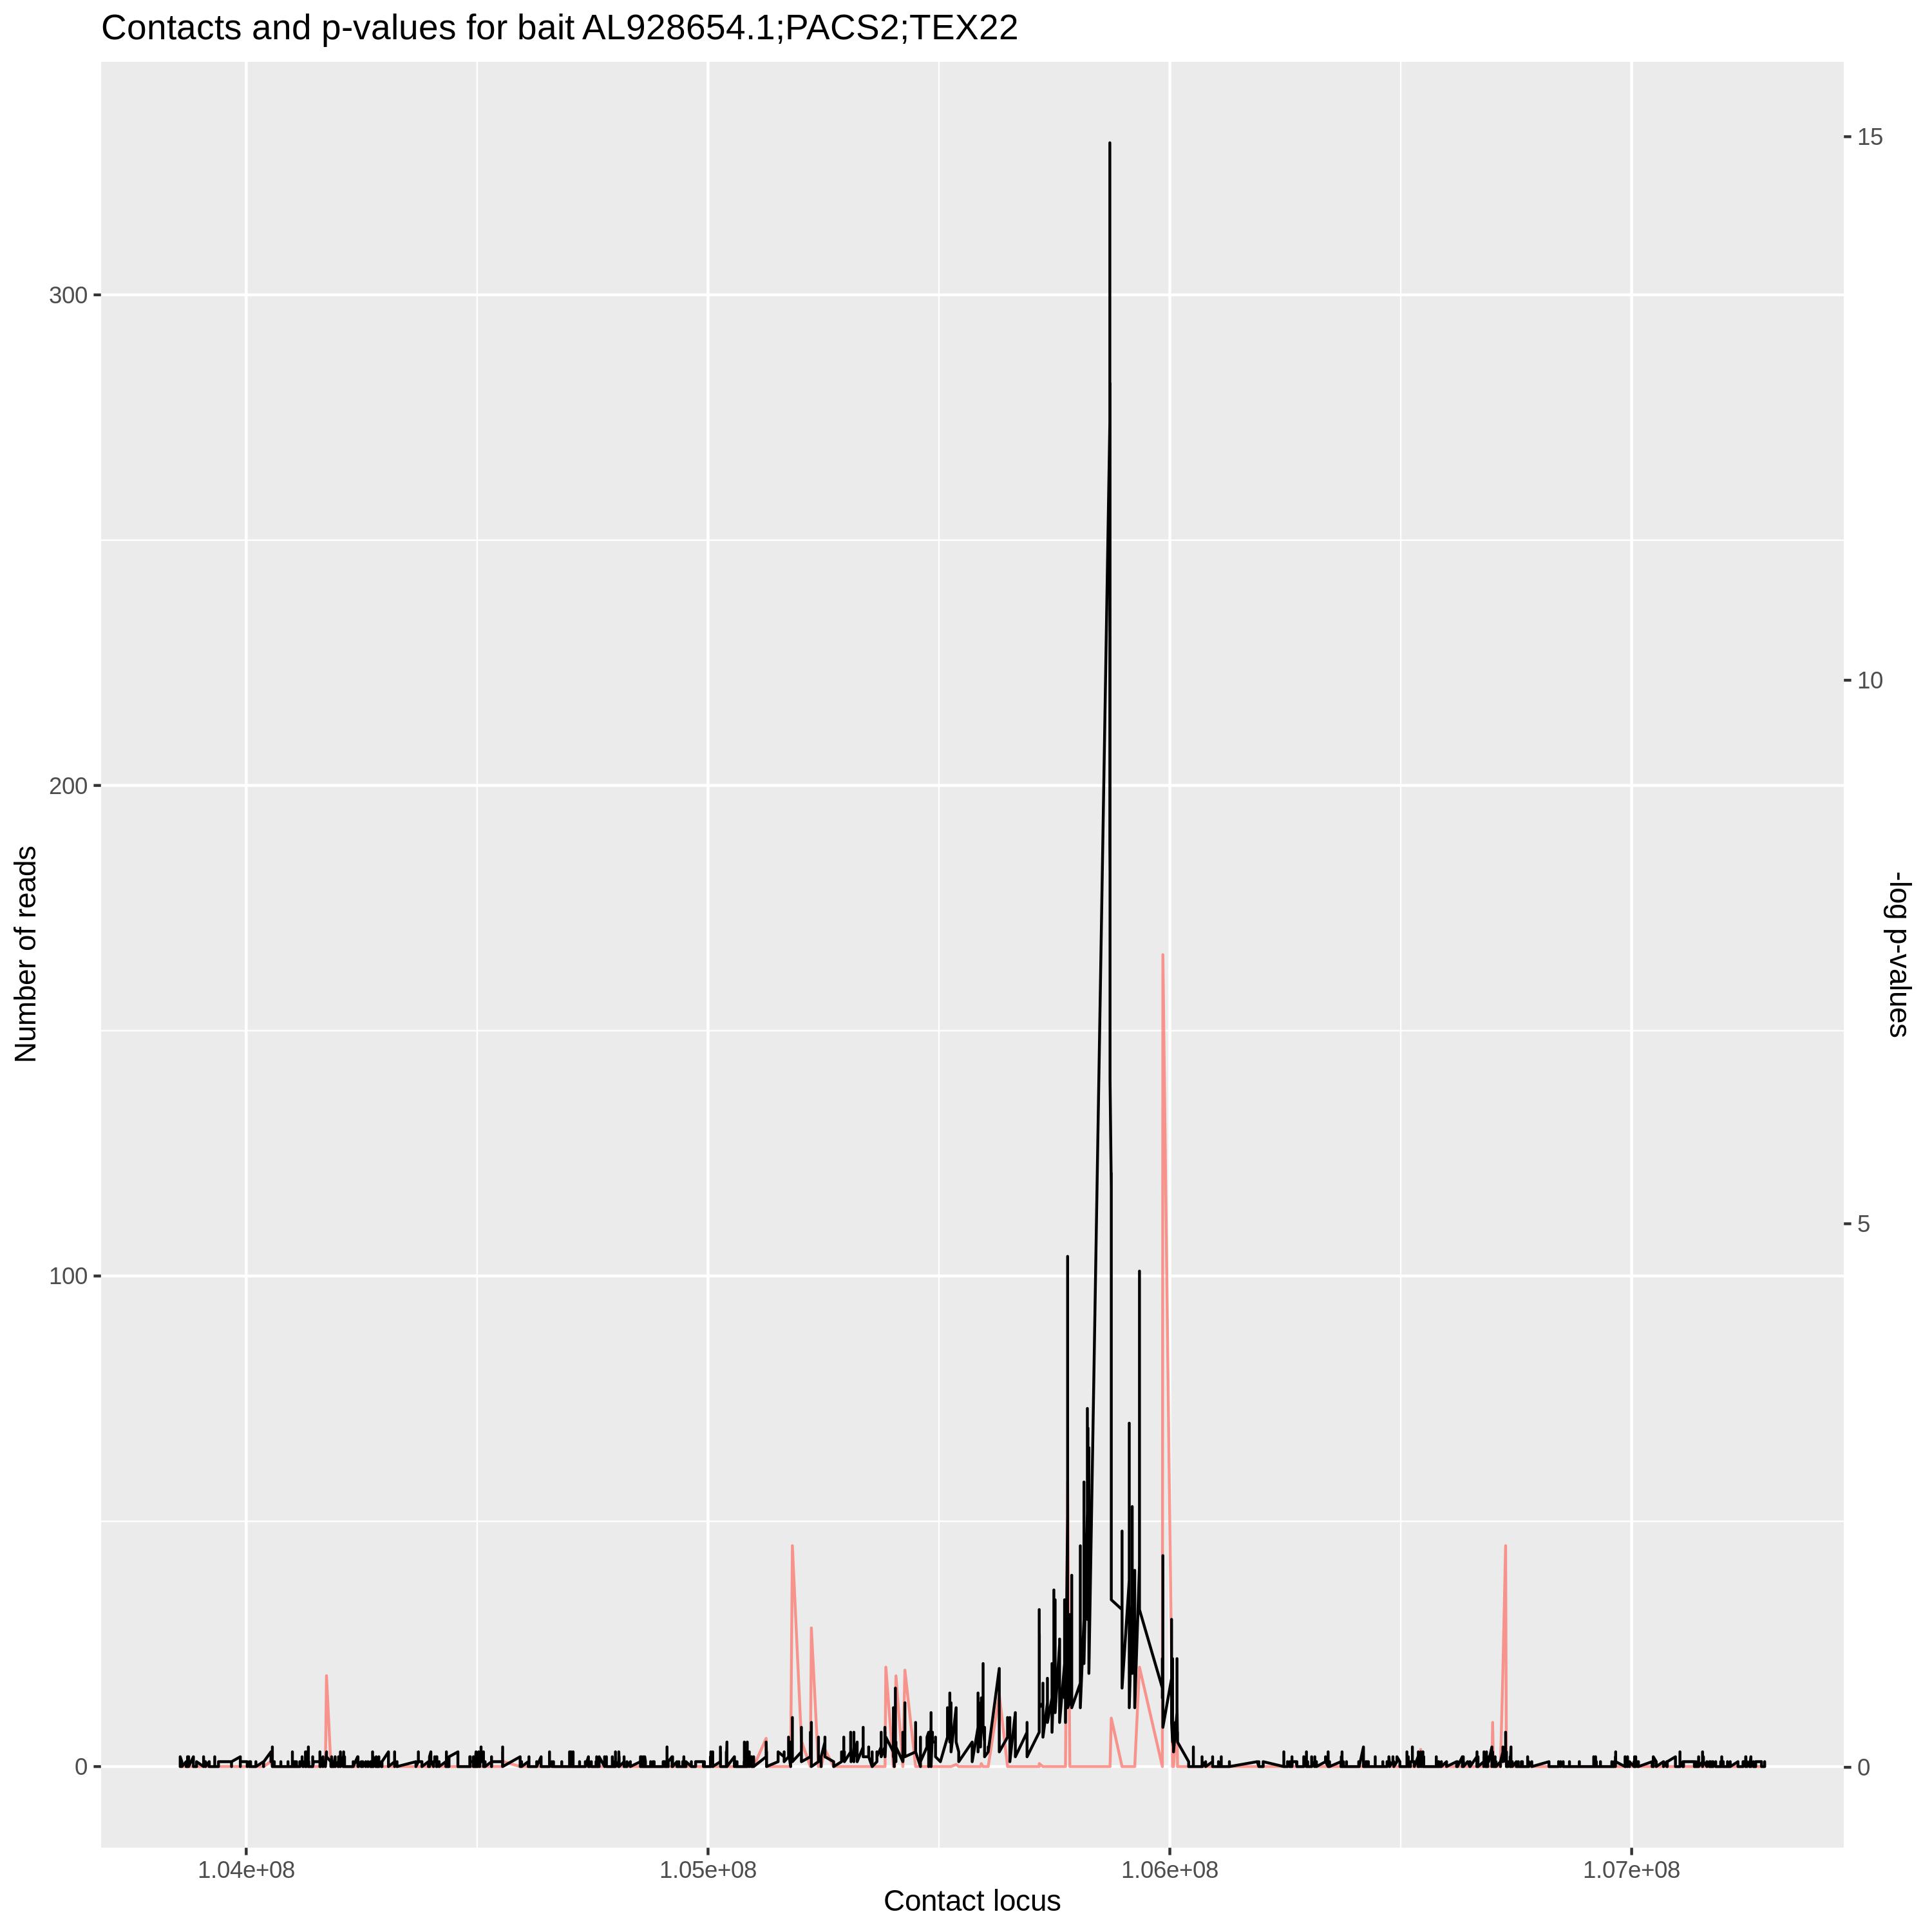 Contacts and p-values for bait AL928654.1;PACS2;TEX22
Number of reads
300
200
100
0
15
10
5
0
-log p-values
1.04e+08
1.05e+08
1.06e+08
1.07e+08
Contact locus